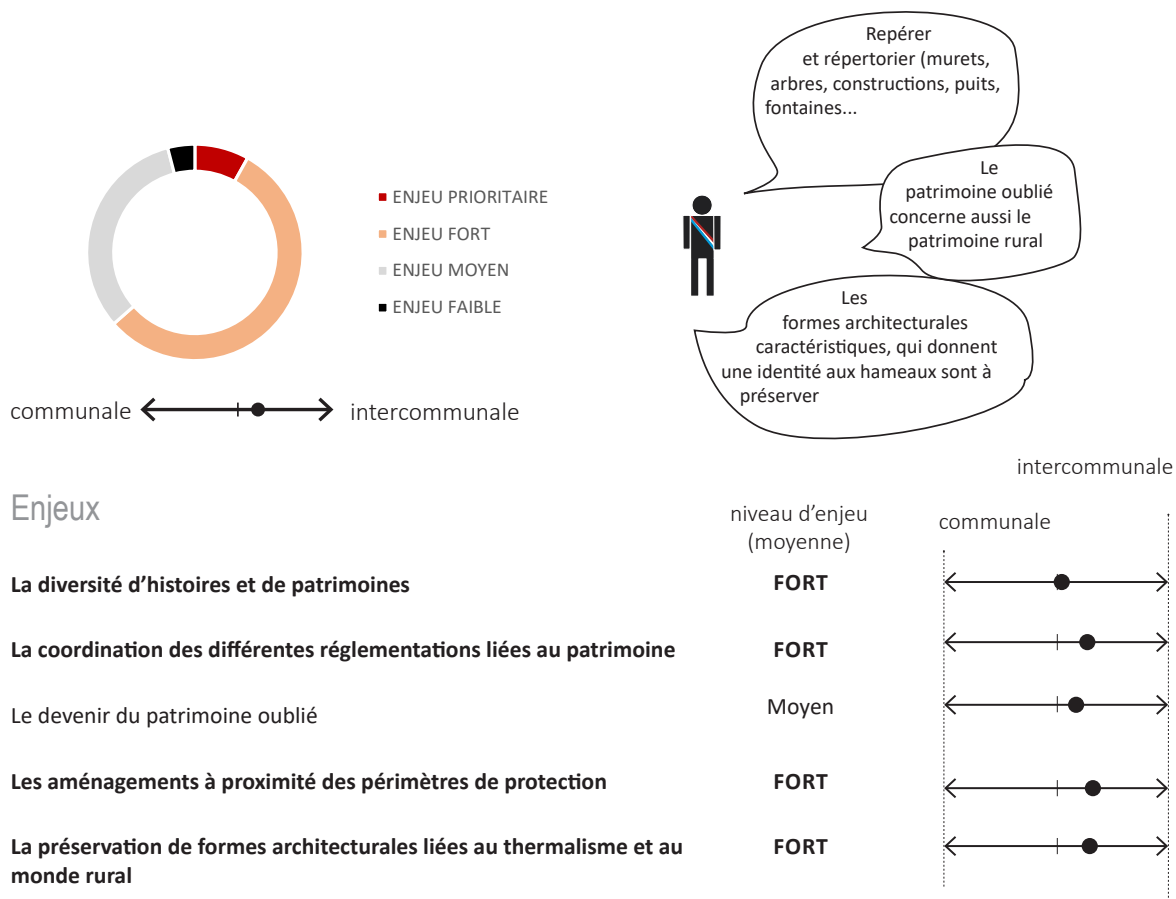 Repérer
et répertorier (murets,
arbres, constructions, puits,
fontaines...
Le
patrimoine oublié
concerne aussi le
patrimoine rural
Les
formes architecturales
caractéristiques, qui donnent
une identité aux hameaux sont à
préserver
ENJEU PRIORITAIRE
ENJEU FORT
ENJEU MOYEN
ENJEU FAIBLE
communale
intercommunale
Enjeux
niveau d'enjeu
(moyenne)
communale
intercommunale
La diversité d'histoires et de patrimoines
FORT
La coordination des différentes réglementations liées au patrimoine
FORT
Le devenir du patrimoine oublié
Moyen
Les aménagements à proximité des périmètres de protection
FORT
La préservation de formes architecturales liées au thermalisme et au
monde rural
FORT